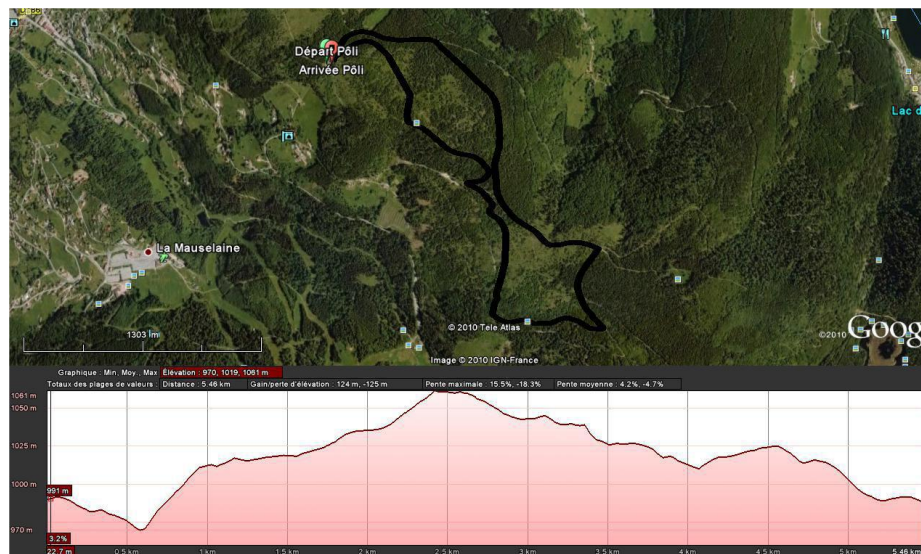 Départ Pôli
Arrivée Pôli
Lac d
La Mauselaine
1303 m
© 2010 Tele Atlas
Image © 2010 IGN-France
©2010 Goog
Graphique : Min, Moy., Max Élévation : 970, 1019, 1061 m
Totaux des plages de valeurs : Distance : 5.46 km Gain/perte d'élévation : 124 m, -125 m Pente maximale : 15.5%, -18.3% Pente moyenne : 4.2%, -4.7%
1061 m
1050 m
1025 m
1000 m
991 m
970 m
3.2%
22.7 m 0.5 km 1 km 1.5 km 2 km 2.5 km 3 km 3.5 km 4 km 4.5 km 5 km 5.46 km